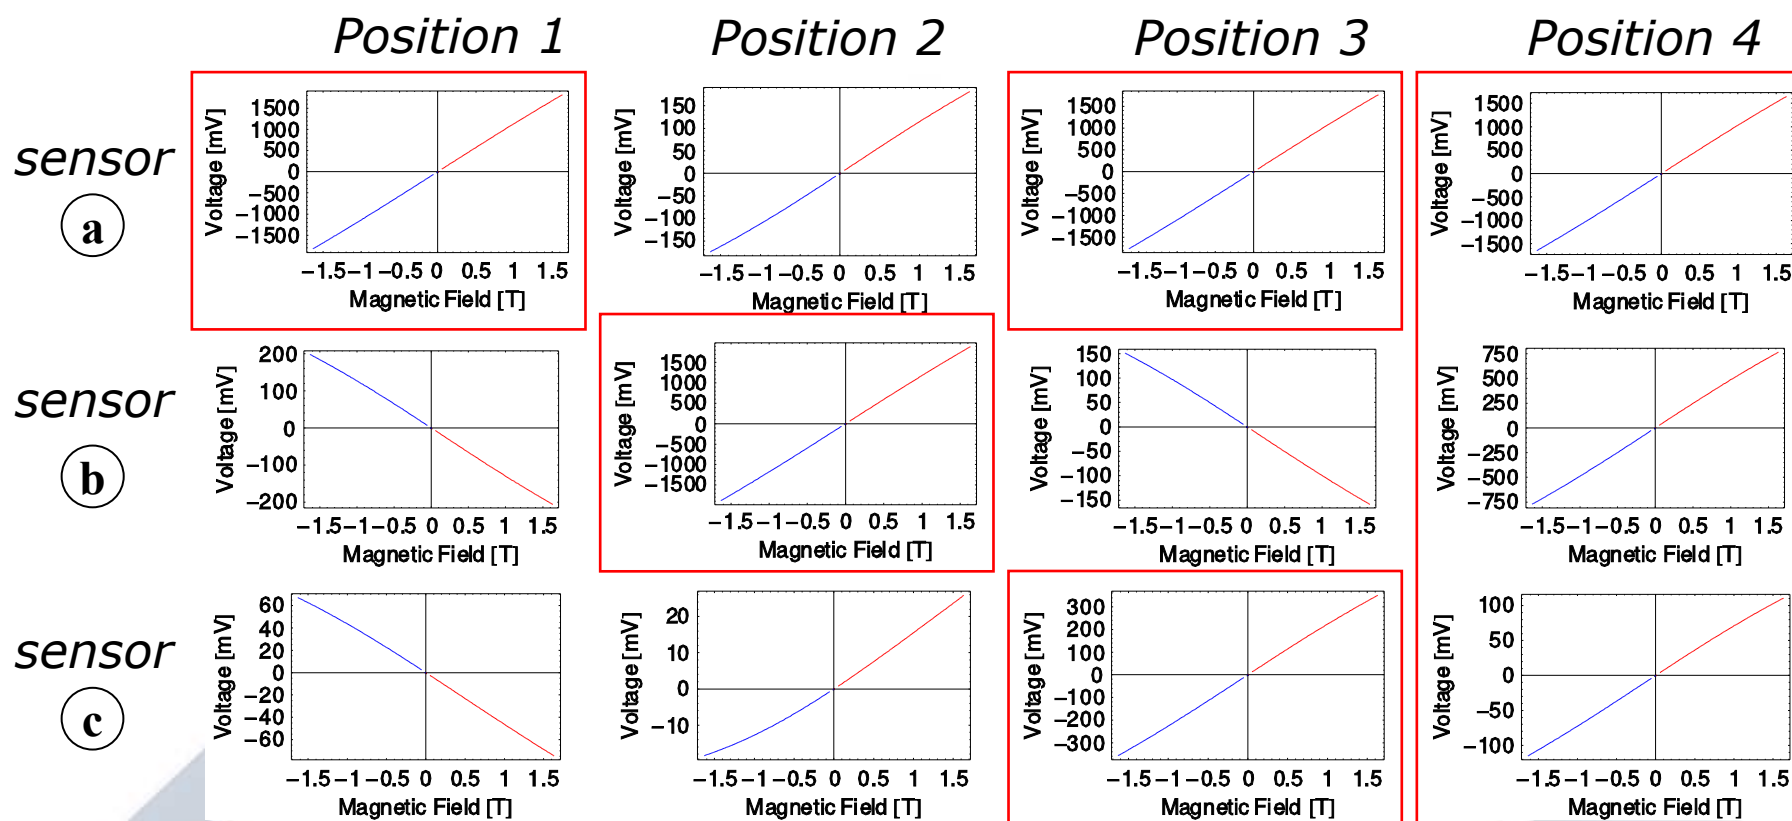 Position 1 Position 2 Position 3 Position 4
sensor
a
Voltage [mV]
1500
1000
500
0
−500
−1000
−1500
−1.5 −1 −0.5 0 0.5 1 1.5
Magnetic Field [T]
Voltage [mV]
150
100
50
0
−50
−100
−150
−1.5 −1 −0.5 0 0.5 1 1.5
Magnetic Field [T]
Voltage [mV]
1500
1000
500
0
−500
−1000
−1500
−1.5 −1 −0.5 0 0.5 1 1.5
Magnetic Field [T]
Voltage [mV]
1500
1000
500
0
−500
−1000
−1500
−1.5 −1 −0.5 0 0.5 1 1.5
Magnetic Field [T]
sensor
b
Voltage [mV]
200
100
0
−100
−200
−1.5 −1 −0.5 0 0.5 1 1.5
Magnetic Field [T]
Voltage [mV]
1500
1000
500
0
−500
−1000
−1500
−1.5 −1 −0.5 0 0.5 1 1.5
Magnetic Field [T]
Voltage [mV]
150
100
50
0
−50
−100
−150
−1.5 −1 −0.5 0 0.5 1 1.5
Magnetic Field [T]
Voltage [mV]
750
500
250
0
−250
−500
−750
−1.5 −1 −0.5 0 0.5 1 1.5
Magnetic Field [T]
sensor
c
Voltage [mV]
60
40
20
0
−20
−40
−60
−1.5 −1 −0.5 0 0.5 1 1.5
Magnetic Field [T]
Voltage [mV]
20
10
0
−10
−1.5 −1 −0.5 0 0.5 1 1.5
Magnetic Field [T]
Voltage [mV]
300
200
100
0
−100
−200
−300
−1.5 −1 −0.5 0 0.5 1 1.5
Magnetic Field [T]
Voltage [mV]
100
50
0
−50
−100
−1.5 −1 −0.5 0 0.5 1 1.5
Magnetic Field [T]